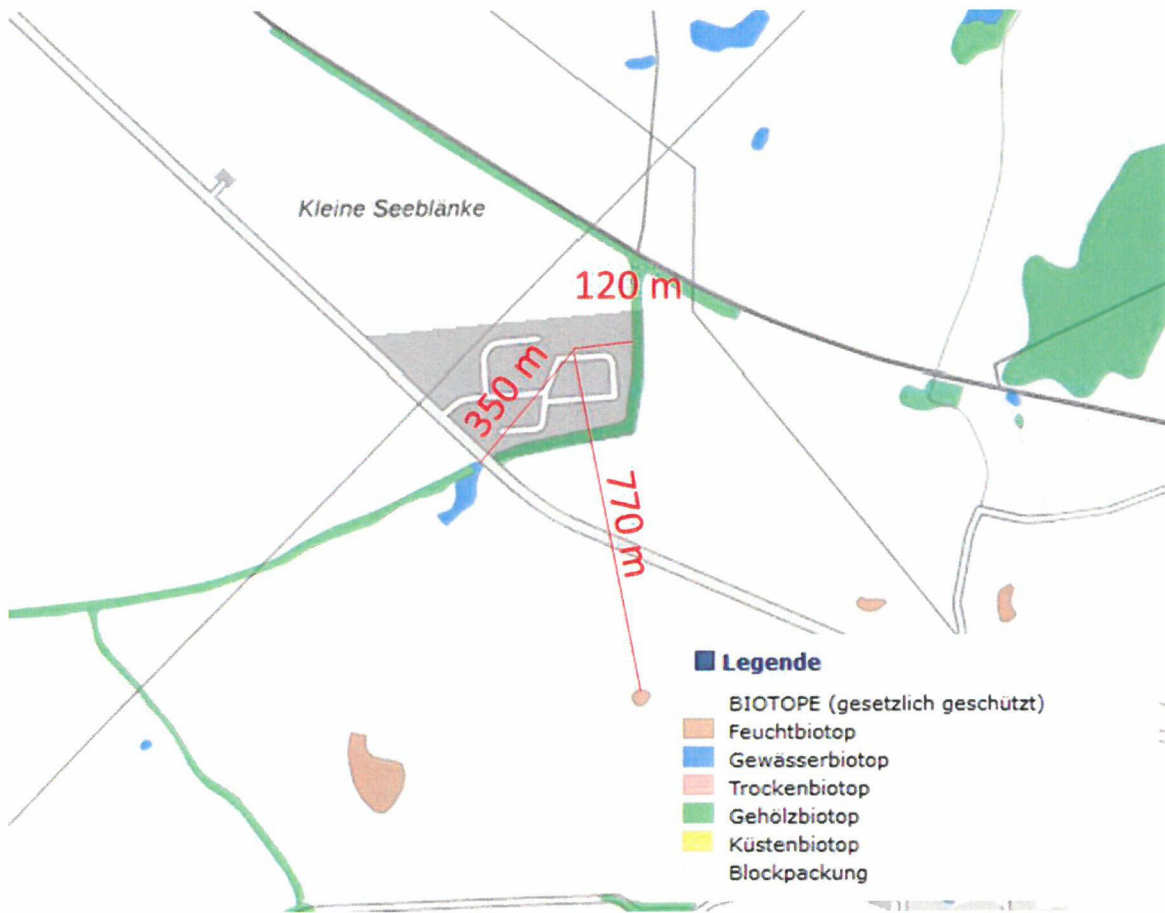 Kleine Seeblänke
120 m
350 m
770 m
Legende
BIOTOPE (gesetzlich geschützt)
Feuchtbiotop
Gewässerbiotop
Trockenbiotop
Gehölzbiotop
Küstenbiotop
Blockpackung